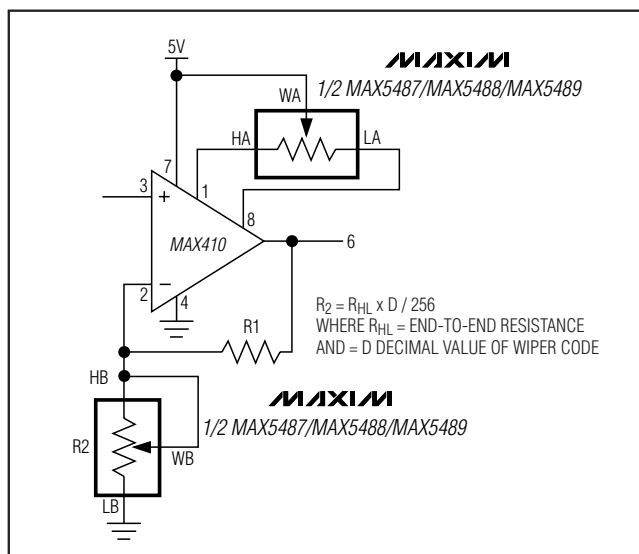 5V
MAXIM
1/2 MAX5487/MAX5488/MAX5489
WA
HA
LA
7
1
3
+
8
MAX410
6
−
2
4
R1
R2 = RHL x D / 256
WHERE RHL = END-TO-END RESISTANCE
AND = D DECIMAL VALUE OF WIPER CODE
HB
MAXIM
1/2 MAX5487/MAX5488/MAX5489
R2
WB
LB